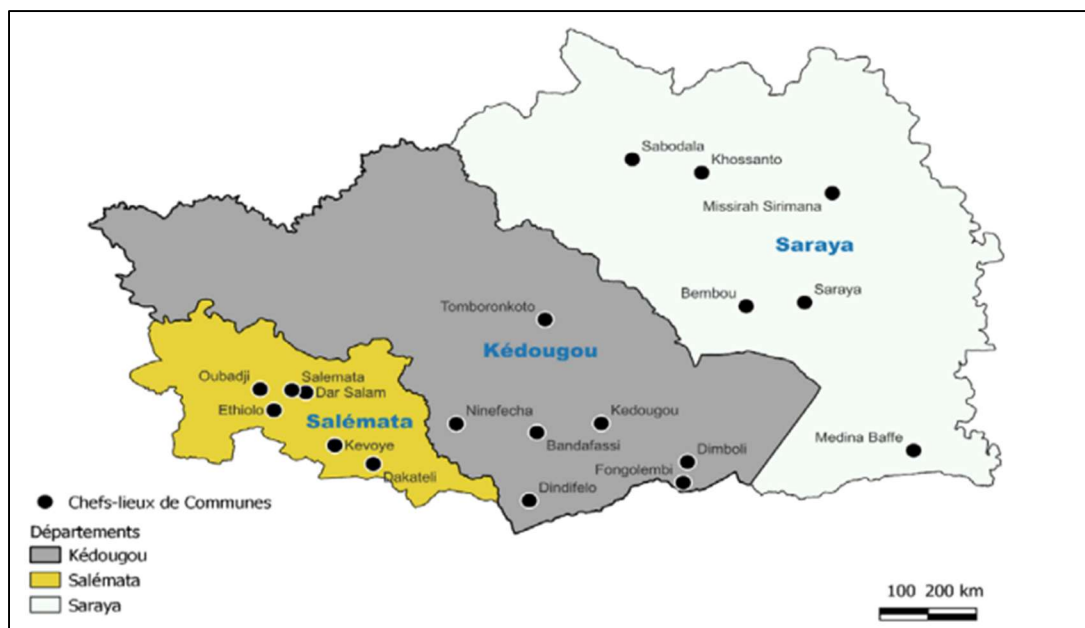 Sabodala
Khossanto
Missirah Sirimana
Saraya
Bembou
Saraya
Tomboronkoto
Kédougou
Oubadji
Salemata
Dar Salam
Ethiolo
Salémata
Ninefecha
Kedougou
Bandafassi
Kevoye
Dakateli
Dimboli
Fongolembi
Dindifelo
Medina Baffe
Chefs-lieux de Communes
Départements
Kédougou
Salémata
Saraya
100 200 km